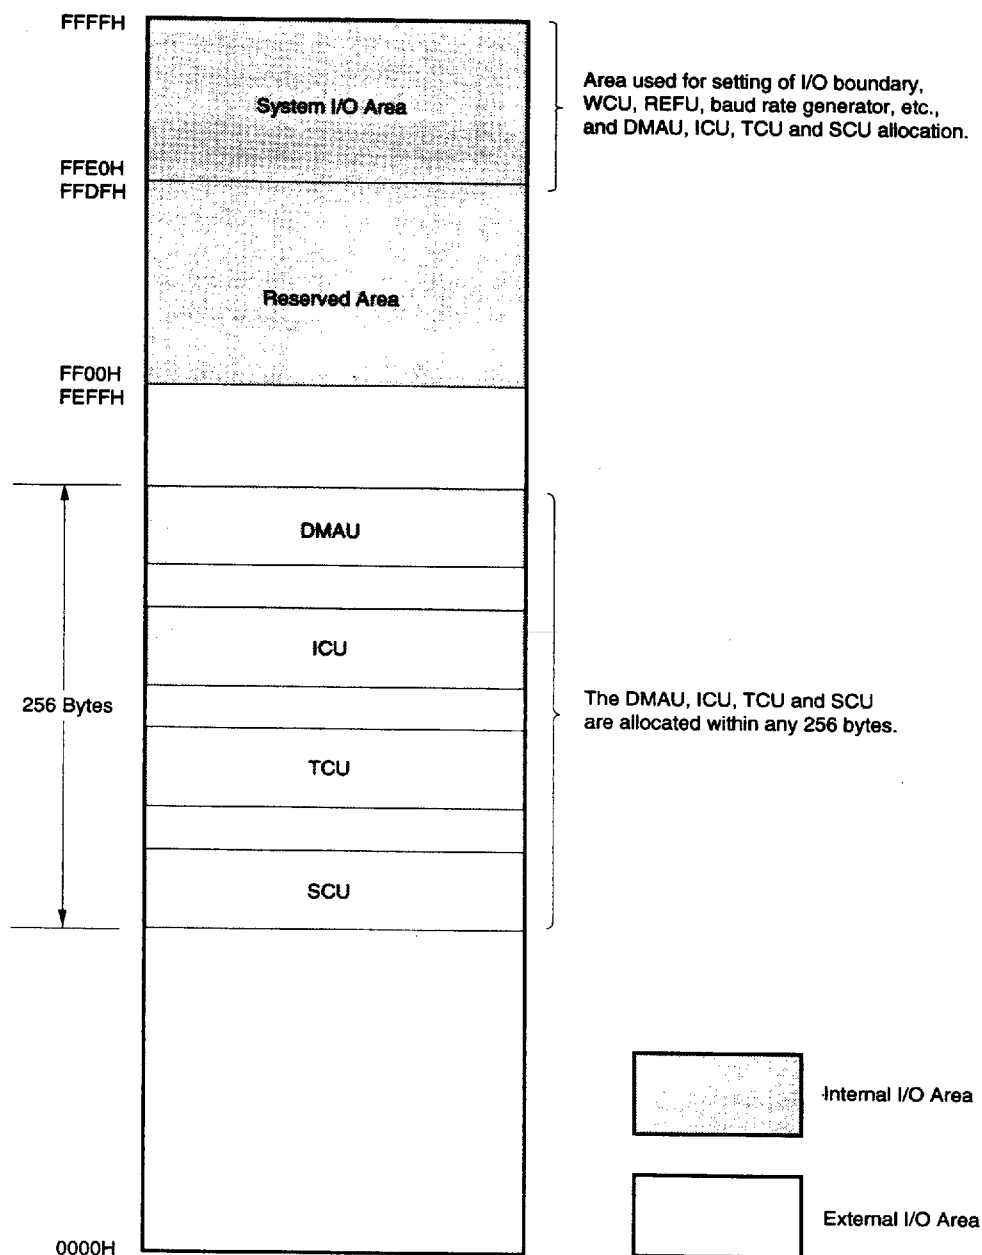 FFFFH
System I/O Area
Area used for setting of I/O boundary,
WCU, REFU, baud rate generator, etc.,
and DMAU, ICU, TCU and SCU allocation.
FFE0H
FFDFH
Reserved Area
FF00H
FEFFH
DMAU
ICU
256 Bytes
The DMAU, ICU, TCU and SCU
are allocated within any 256 bytes.
TCU
SCU
Internal I/O Area
External I/O Area
0000H